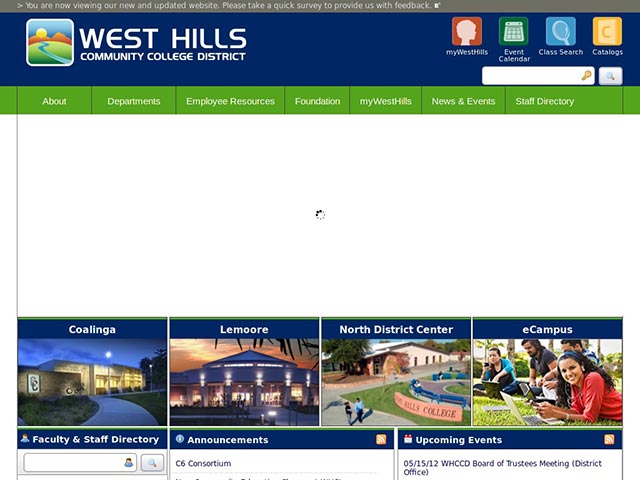 > You are now viewing our new and updated website. Please take a quick survey to provide us with feedback.
WEST HILLS
COMMUNITY COLLEGE DISTRICT
myWestHills
Event
Calendar
Class Search
Catalogs
About
Departments
Employee Resources
Foundation
myWestHills
News & Events
Staff Directory
Coalinga
Lemoore
North District Center
eCampus
WEST HILLS COLLEGE
Faculty & Staff Directory
Announcements
Upcoming Events
C6 Consortium
05/15/12 WHCCD Board of Trustees Meeting (District
Office)